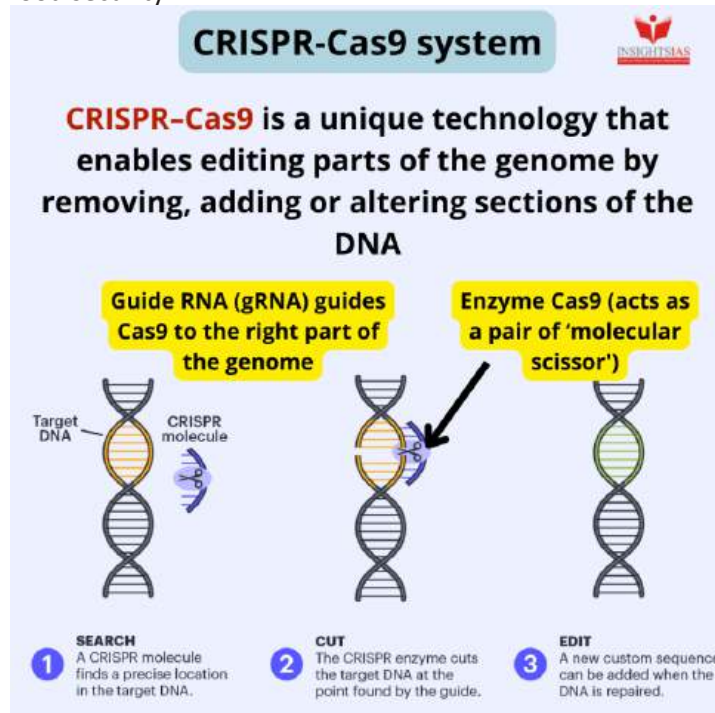 CRISPR-Cas9 system
INSIGHTSIAS
CRISPR–Cas9 is a unique technology that
enables editing parts of the genome by
removing, adding or altering sections of the
DNA
Guide RNA (gRNA) guides
Cas9 to the right part of
the genome
Enzyme Cas9 (acts as
a pair of ‘molecular
scissor')
Target
DNA
CRISPR
molecule
1
SEARCH
A CRISPR molecule
finds a precise location
in the target DNA.
2
CUT
The CRISPR enzyme cuts
the target DNA at the
point found by the guide.
3
EDIT
A new custom sequence
can be added when the
DNA is repaired.